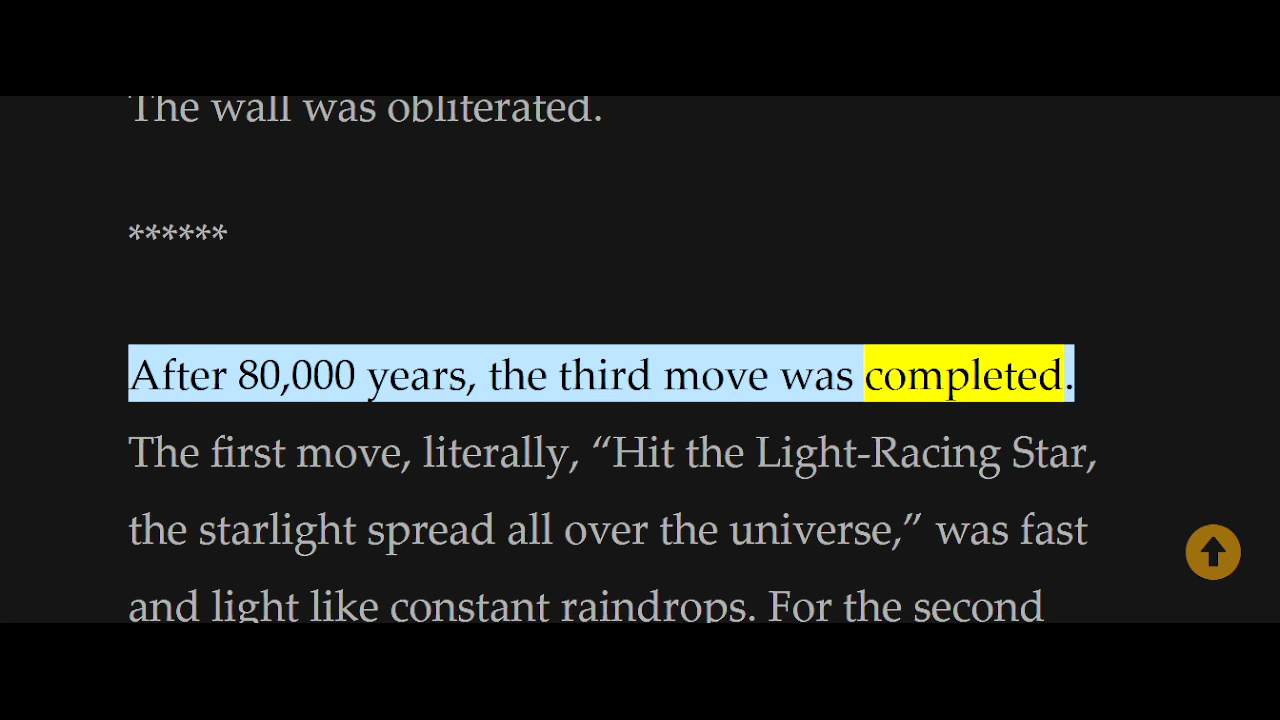 The wall was obliterated.
******
After 80,000 years, the third move was completed.
The first move, literally, “Hit the Light-Racing Star,
the starlight spread all over the universe,” was fast
and light like constant raindrops. For the second